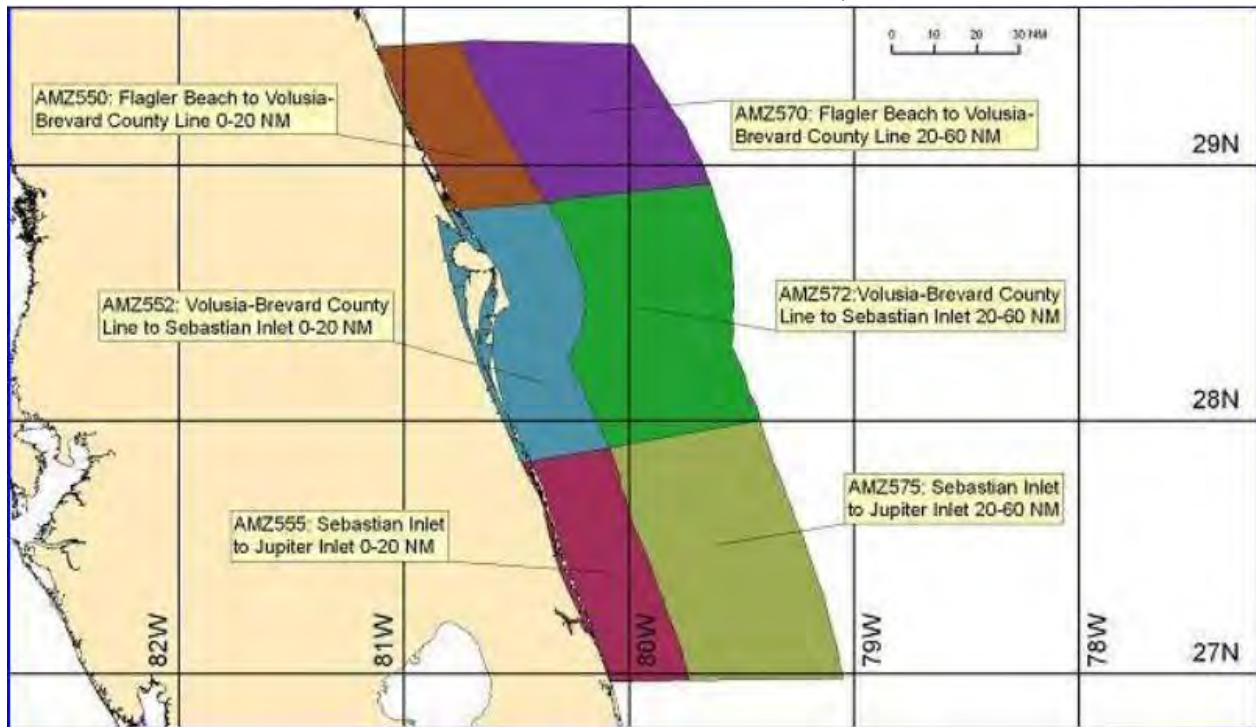 0 10 20 30 NM
AMZ550: Flagler Beach to Volusia-
Brevard County Line 0-20 NM
AMZ570: Flagler Beach to Volusia-
Brevard County Line 20-60 NM
29N
AMZ552: Volusia-Brevard County
Line to Sebastian Inlet 0-20 NM
AMZ572:Volusia-Brevard County
Line to Sebastian Inlet 20-60 NM
28N
AMZ575: Sebastian Inlet
to Jupiter Inlet 20-60 NM
AMZ555: Sebastian Inlet
to Jupiter Inlet 0-20 NM
82W
81W
80W
79W
78W
27N